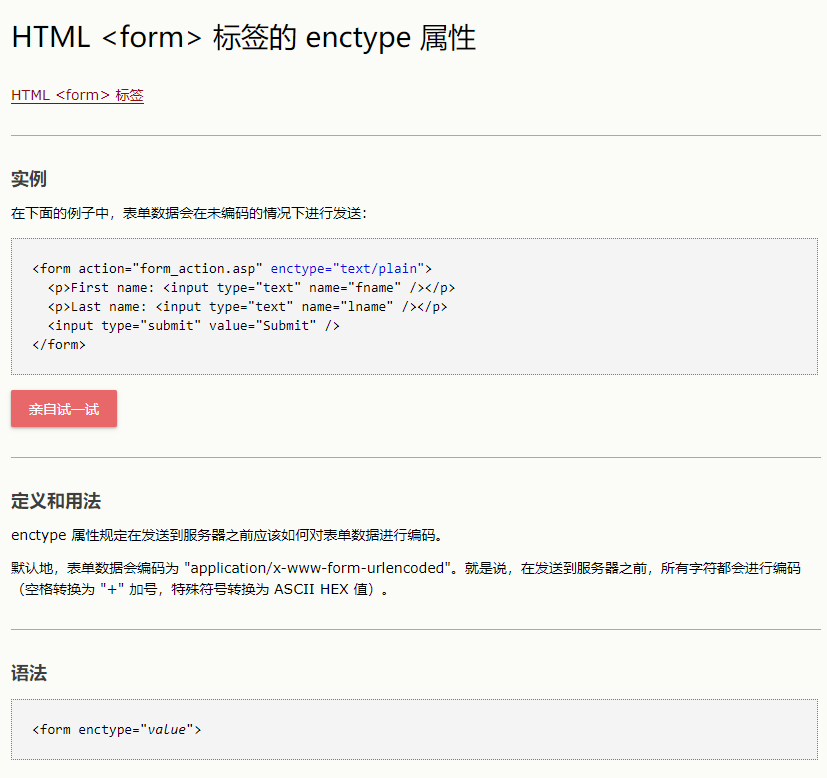 HTML <form> 标签的 enctype 属性
HTML <form> 标签
实例
在下面的例子中，表单数据会在未编码的情况下进行发送：
<form action="form_action.asp" enctype="text/plain">
  <p>First name: <input type="text" name="fname" /></p>
  <p>Last name: <input type="text" name="lname" /></p>
  <input type="submit" value="Submit" />
</form>
亲自试一试
定义和用法
enctype 属性规定在发送到服务器之前应该如何对表单数据进行编码。
默认地，表单数据会编码为 "application/x-www-form-urlencoded"。就是说，在发送到服务器之前，所有字符都会进行编码
（空格转换为 "+" 加号，特殊符号转换为 ASCII HEX 值）。
语法
<form enctype="value">